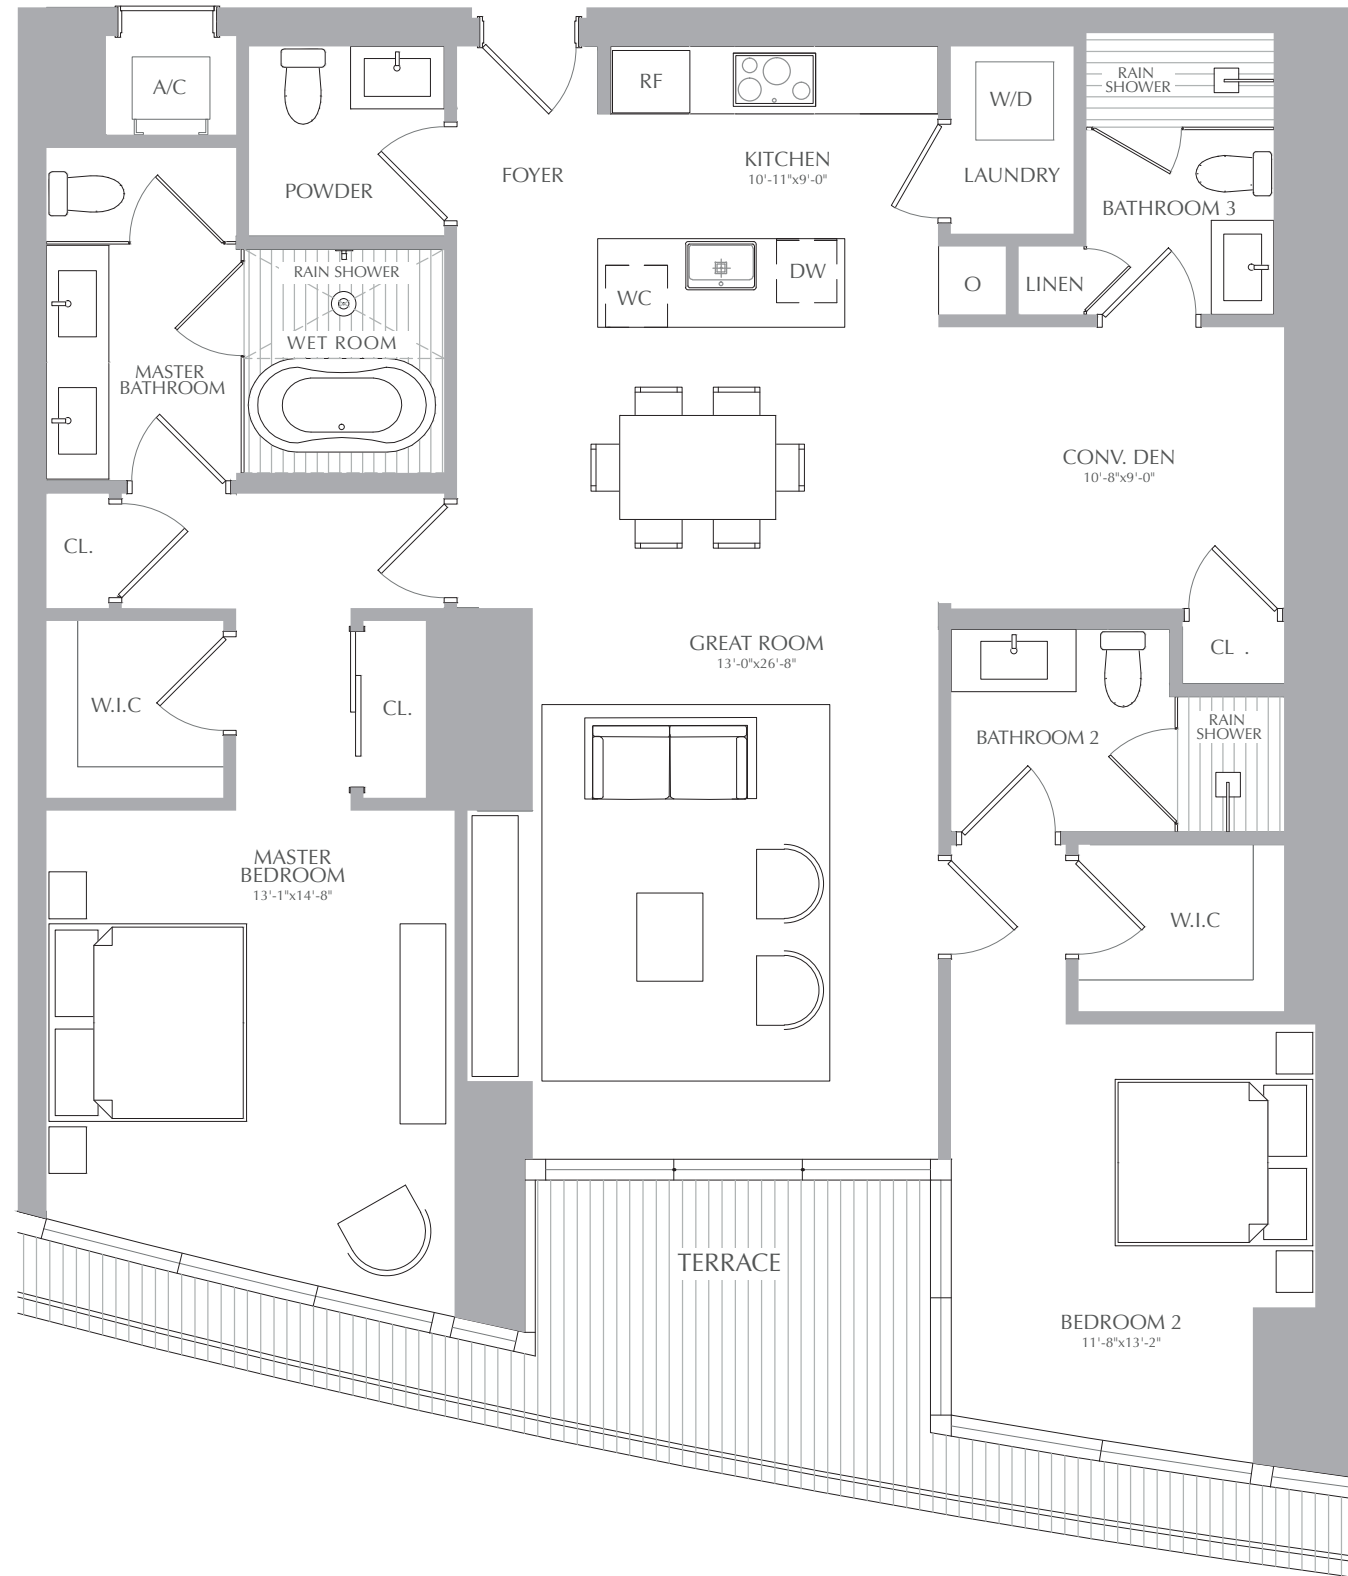 A/C
RF
W/D
RAIN
SHOWER
POWDER
FOYER
KITCHEN
10'-11"x9'-0"
LAUNDRY
BATHROOM 3
RAIN SHOWER
WC
DW
O
LINEN
WET ROOM
MASTER
BATHROOM
CONV. DEN
10'-8"x9'-0"
CL.
GREAT ROOM
13'-0"x26'-8"
CL .
W.I.C
CL.
BATHROOM 2
RAIN
SHOWER
MASTER
BEDROOM
13'-1"x14'-8"
W.I.C
TERRACE
BEDROOM 2
11'-8"x13'-2"